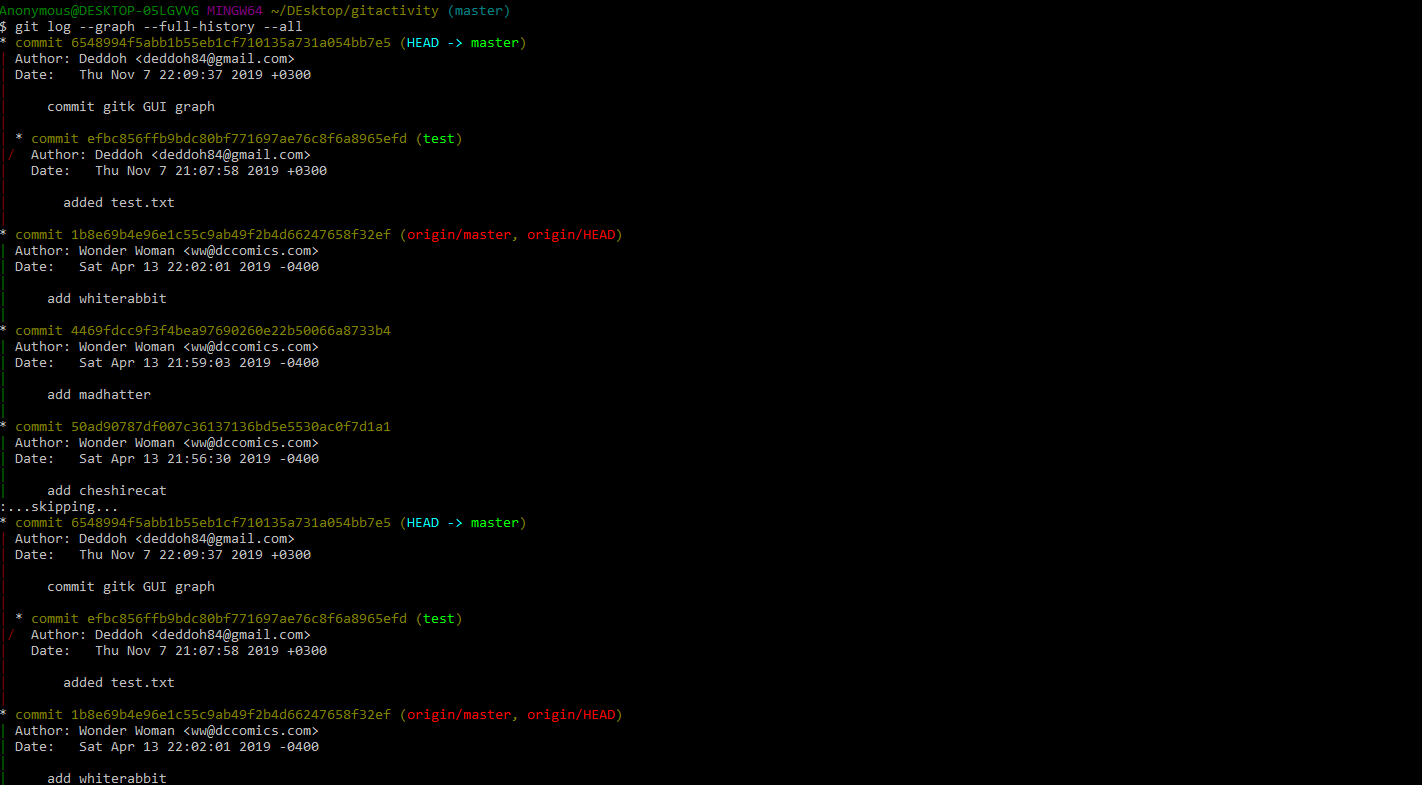 Anonymous@DESKTOP-05LGVVG MINGW64 ~/DEsktop/gitactivity (master)
$ git log --graph --full-history --all
* commit 6548994f5abb1b55eb1cf710135a731a054bb7e5 (HEAD -> master)
| Author: Deddoh <deddoh84@gmail.com>
| Date:   Thu Nov 7 22:09:37 2019 +0300
|
|     commit gitk GUI graph
|
| * commit efbc856ffb9bdc80bf771697ae76c8f6a8965efd (test)
|/  Author: Deddoh <deddoh84@gmail.com>
|   Date:   Thu Nov 7 21:07:58 2019 +0300
|
|       added test.txt
|
* commit 1b8e69b4e96e1c55c9ab49f2b4d66247658f32ef (origin/master, origin/HEAD)
| Author: Wonder Woman <ww@dccomics.com>
| Date:   Sat Apr 13 22:02:01 2019 -0400
|
|     add whiterabbit
|
* commit 4469fdcc9f3f4bea97690260e22b50066a8733b4
| Author: Wonder Woman <ww@dccomics.com>
| Date:   Sat Apr 13 21:59:03 2019 -0400
|
|     add madhatter
|
* commit 50ad90787df007c36137136bd5e5530ac0f7d1a1
| Author: Wonder Woman <ww@dccomics.com>
| Date:   Sat Apr 13 21:56:30 2019 -0400
|
|     add cheshirecat
:...skipping...
* commit 6548994f5abb1b55eb1cf710135a731a054bb7e5 (HEAD -> master)
| Author: Deddoh <deddoh84@gmail.com>
| Date:   Thu Nov 7 22:09:37 2019 +0300
|
|     commit gitk GUI graph
|
| * commit efbc856ffb9bdc80bf771697ae76c8f6a8965efd (test)
|/  Author: Deddoh <deddoh84@gmail.com>
|   Date:   Thu Nov 7 21:07:58 2019 +0300
|
|       added test.txt
|
* commit 1b8e69b4e96e1c55c9ab49f2b4d66247658f32ef (origin/master, origin/HEAD)
| Author: Wonder Woman <ww@dccomics.com>
| Date:   Sat Apr 13 22:02:01 2019 -0400
|
|     add whiterabbit